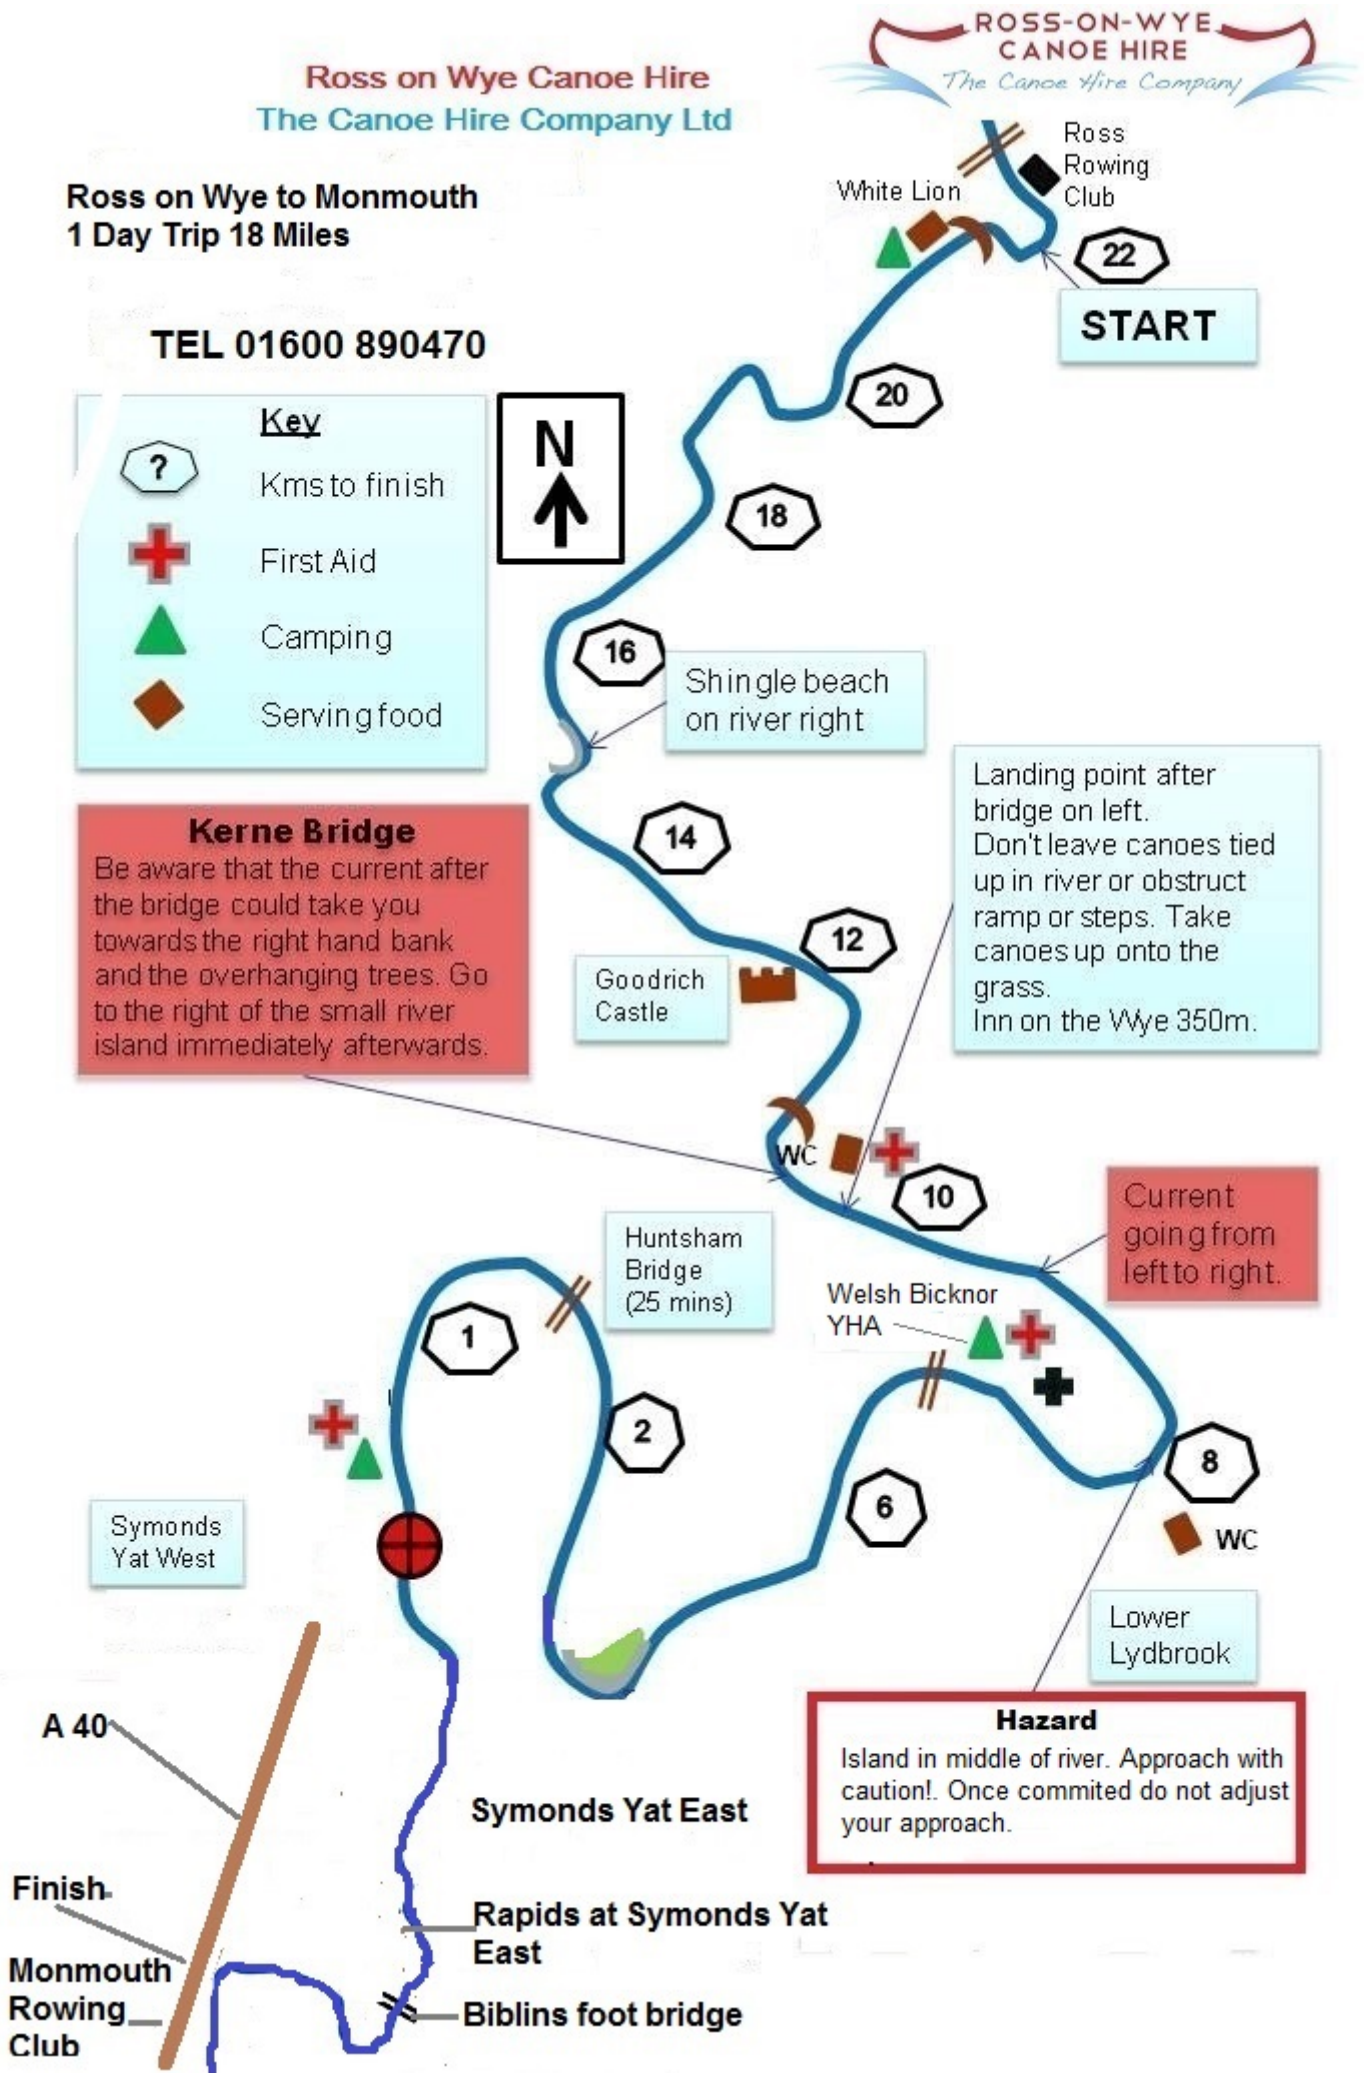 ROSS-ON-WYE
CANOE HIRE
The Canoe Hire Company
Ross on Wye Canoe Hire
The Canoe Hire Company Ltd
Ross on Wye to Monmouth
1 Day Trip 18 Miles
TEL 01600 890470
Ross
Rowing
Club
White Lion
22
START
20
Key
?
Kms to finish
First Aid
Camping
Serving food
N
18
16
Shingle beach
on river right
14
Kerne Bridge
Be aware that the current after
the bridge could take you
towards the right hand bank
and the overhanging trees. Go
to the right of the small river
island immediately afterwards.
Landing point after
bridge on left.
Don't leave canoes tied
up in river or obstruct
ramp or steps. Take
canoes up onto the
grass.
Inn on the Wye 350m.
12
Goodrich
Castle
WC
10
Current
going from
left to right.
Huntsham
Bridge
(25 mins)
Welsh Bicknor
YHA
1
2
8
6
WC
Symonds
Yat West
Lower
Lydbrook
Hazard
Island in middle of river. Approach with
caution!. Once commited do not adjust
your approach.
A 40
Symonds Yat East
Finish
Rapids at Symonds Yat
East
Monmouth
Rowing
Club
Biblins foot bridge